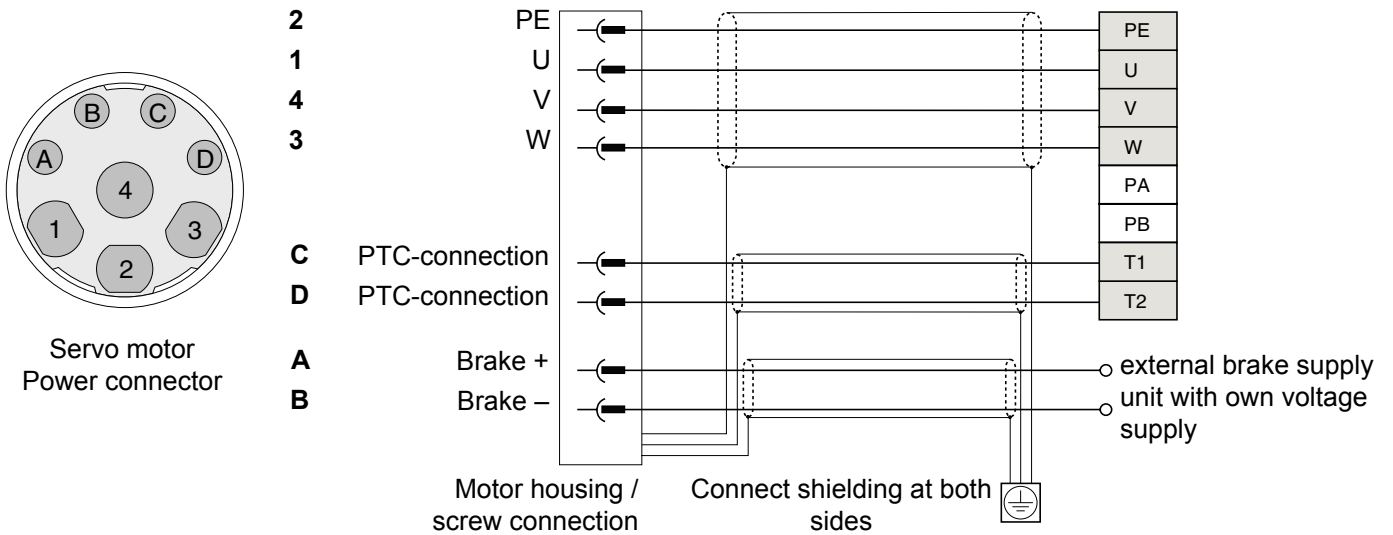 B C
A D
4
1 3
2
Servo motor
Power connector
2 PE PE
1 U U
4 V V
3 W W
PA
PB
C PTC-connection T1
D PTC-connection T2
A Brake +
B Brake –
external brake supply
unit with own voltage
supply
Motor housing /
screw connection
Connect shielding at both
sides